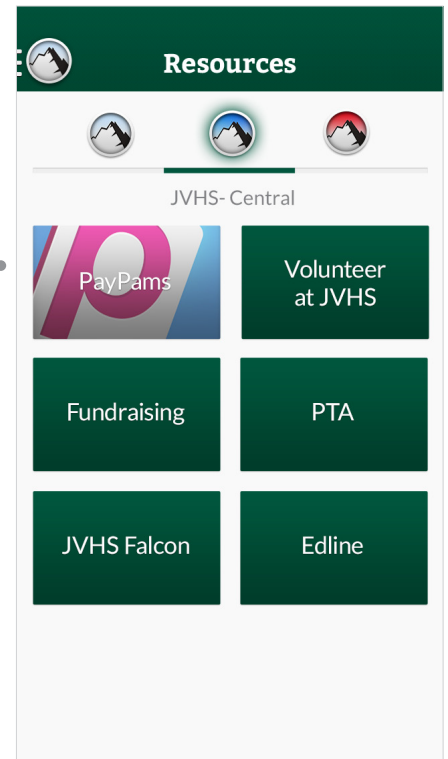 Resources
JVHS- Central
PayPams
Volunteer
at JVHS
Fundraising
PTA
JVHS Falcon
Edline